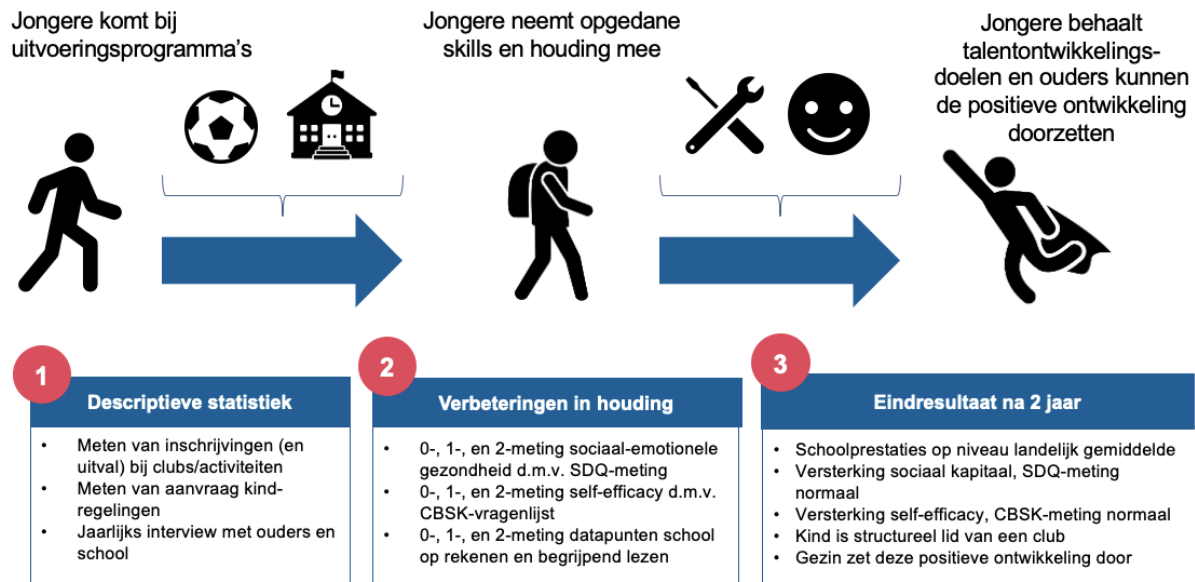 Jongere komt bij
uitvoeringsprogramma's
Jongere neemt opgedane
skills en houding mee
Jongere behaalt
talentontwikkelings-
doelen en ouders kunnen
de positieve ontwikkeling
doorzetten
1
Descriptieve statistiek
• Meten van inschrijvingen (en
uitval) bij clubs/activiteiten
• Meten van aanvraag kind-
regelingen
• Jaarlijks interview met ouders en
school
2
Verbeteringen in houding
• 0-, 1-, en 2-meting sociaal-emotionele
gezondheid d.m.v. SDQ-meting
• 0-, 1-, en 2-meting self-efficacy d.m.v.
CBSK-vragenlijst
• 0-, 1-, en 2-meting datapunten school
op rekenen en begrijpend lezen
3
Eindresultaat na 2 jaar
• Schoolprestaties op niveau landelijk gemiddelde
• Versterking sociaal kapitaal, SDQ-meting
normaal
• Versterking self-efficacy, CBSK-meting normaal
• Kind is structureel lid van een club
• Gezin zet deze positieve ontwikkeling door